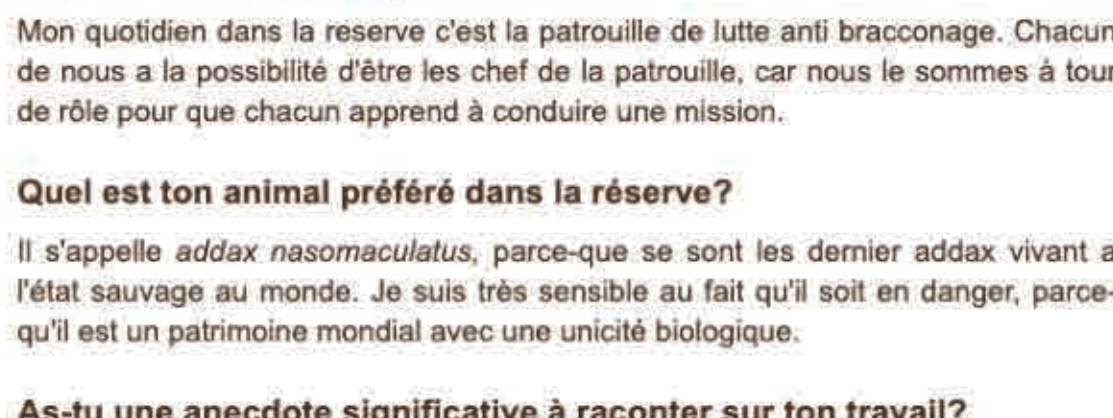 Mon quotidien dans la reserve c'est la patrouille de lutte anti bracconage. Chacun
de nous a la possibilité d'être les chef de la patrouille, car nous le sommes à tour
de rôle pour que chacun apprend à conduire une mission.
Quel est ton animal préféré dans la réserve?
Il s'appelle addax nasomaculatus, parce-que se sont les dernier addax vivant a
l'état sauvage au monde. Je suis très sensible au fait qu'il soit en danger, parce-
qu'il est un patrimoine mondial avec une unicité biologique.
As-tu une anecdote significative à raconter sur ton travail?